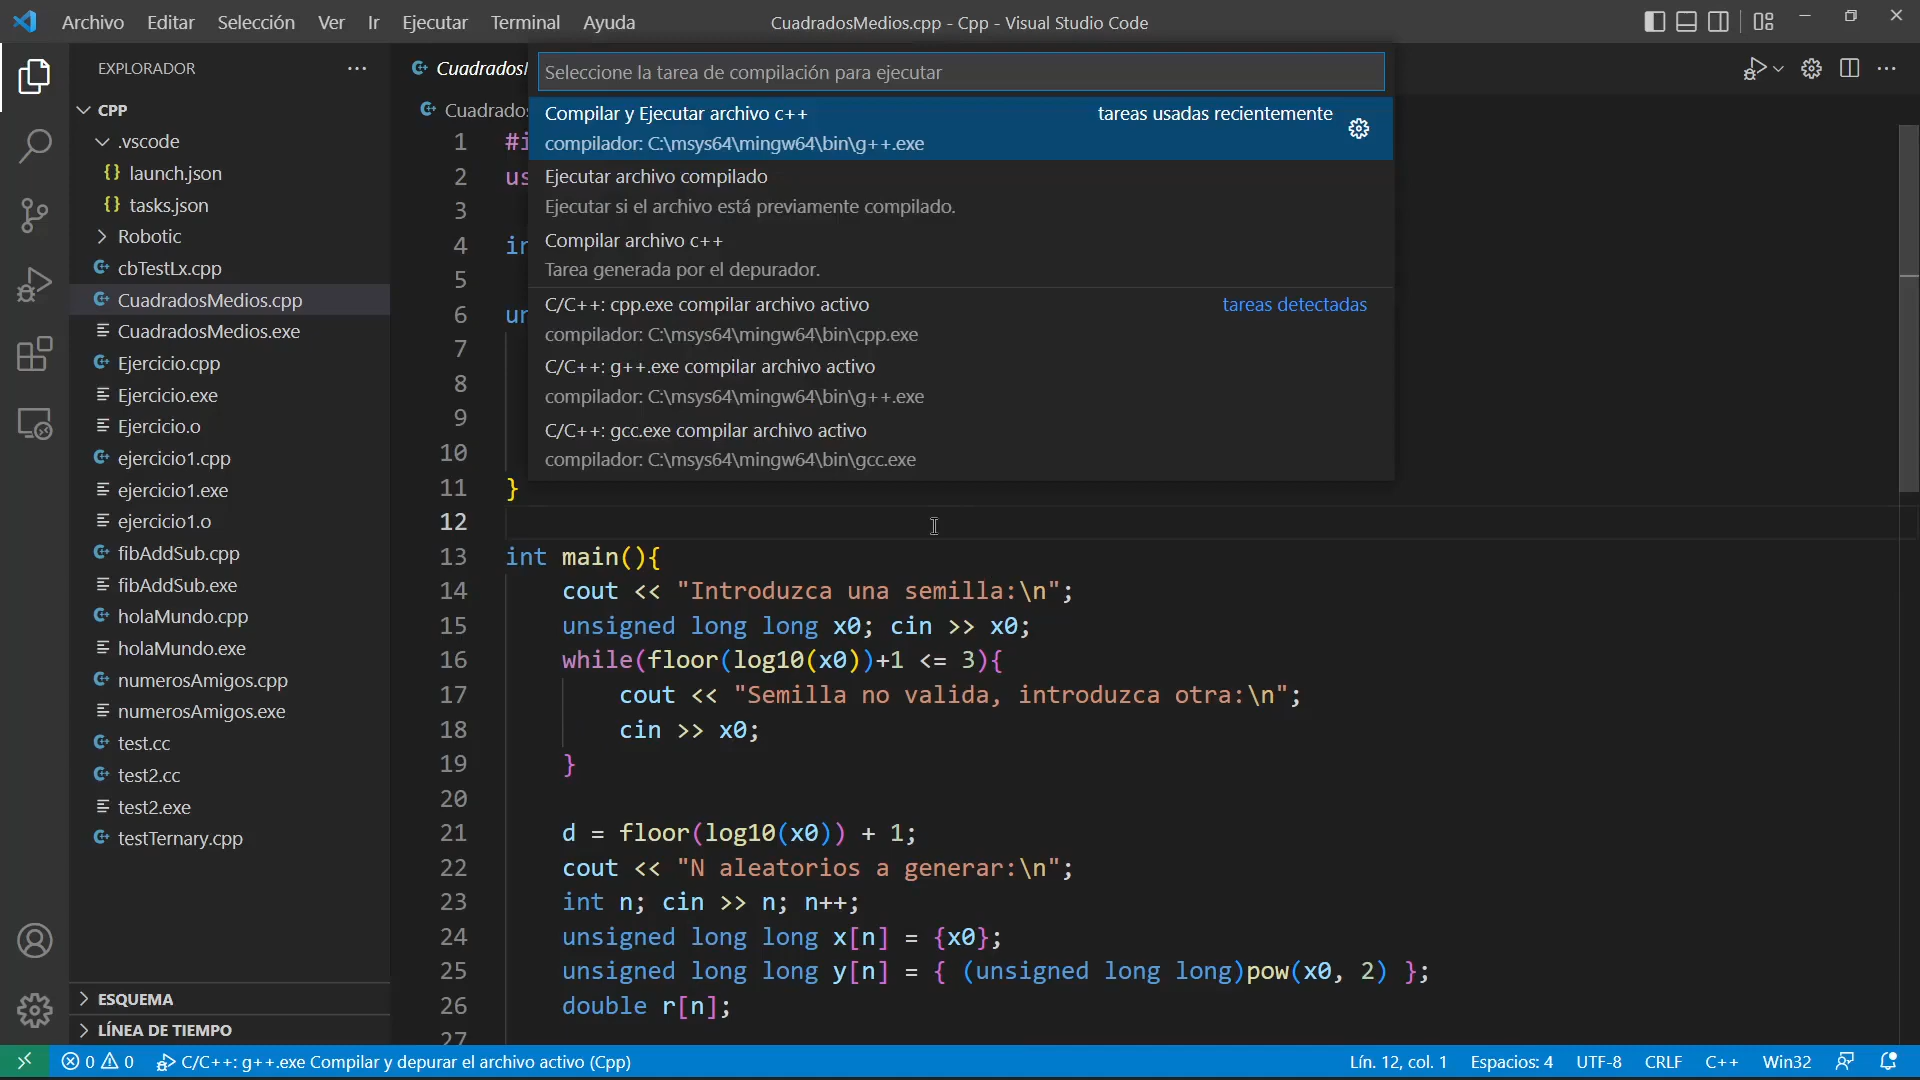 Archivo Editar Selección Ver Ir Ejecutar Terminal Ayuda
CuadradosMedios.cpp - Cpp - Visual Studio Code
EXPLORADOR
CPP
.vscode
{} launch.json
{} tasks.json
Robotic
cbTestLx.cpp
CuadradosMedios.cpp
CuadradosMedios.exe
Ejercicio.cpp
Ejercicio.exe
Ejercicio.o
ejercicio1.cpp
ejercicio1.exe
ejercicio1.o
fibAddSub.cpp
fibAddSub.exe
holaMundo.cpp
holaMundo.exe
numerosAmigos.cpp
numerosAmigos.exe
test.cc
test2.cc
test2.exe
testTernary.cpp
ESQUEMA
LÍNEA DE TIEMPO
Seleccione la tarea de compilación para ejecutar
Compilar y Ejecutar archivo c++ tareas usadas recientemente
compilador: C:\msys64\mingw64\bin\g++.exe
Ejecutar archivo compilado
Ejecutar si el archivo está previamente compilado.
Compilar archivo c++
Tarea generada por el depurador.
C/C++: cpp.exe compilar archivo activo tareas detectadas
compilador: C:\msys64\mingw64\bin\cpp.exe
C/C++: g++.exe compilar archivo activo
compilador: C:\msys64\mingw64\bin\g++.exe
C/C++: gcc.exe compilar archivo activo
compilador: C:\msys64\mingw64\bin\gcc.exe
1
2
3
4
5
6
7
8
9
10
11 }
12
13 int main(){
14 cout << "Introduzca una semilla:\n";
15 unsigned long long x0; cin >> x0;
16 while(floor(log10(x0))+1 <= 3){
17 cout << "Semilla no valida, introduzca otra:\n";
18 cin >> x0;
19 }
20
21 d = floor(log10(x0)) + 1;
22 cout << "N aleatorios a generar:\n";
23 int n; cin >> n; n++;
24 unsigned long long x[n] = {x0};
25 unsigned long long y[n] = { (unsigned long long)pow(x0, 2) };
26 double r[n];
27
0 0 C/C++: g++.exe Compilar y depurar el archivo activo (Cpp)
Lín. 12, col. 1 Espacios: 4 UTF-8 CRLF C++ Win32